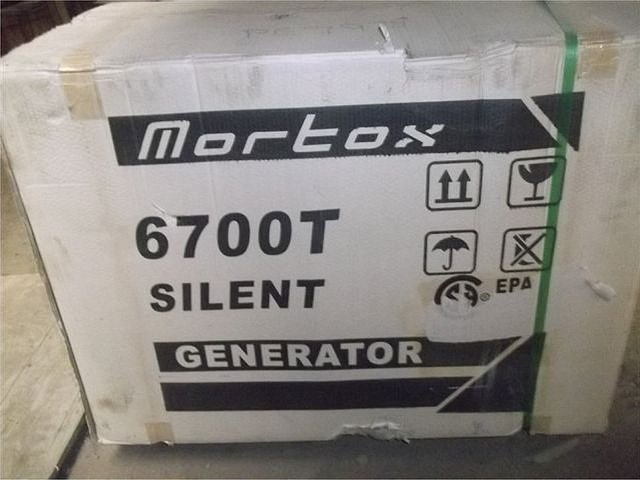 Mortox
6700T
SILENT
EPA
GENERATOR